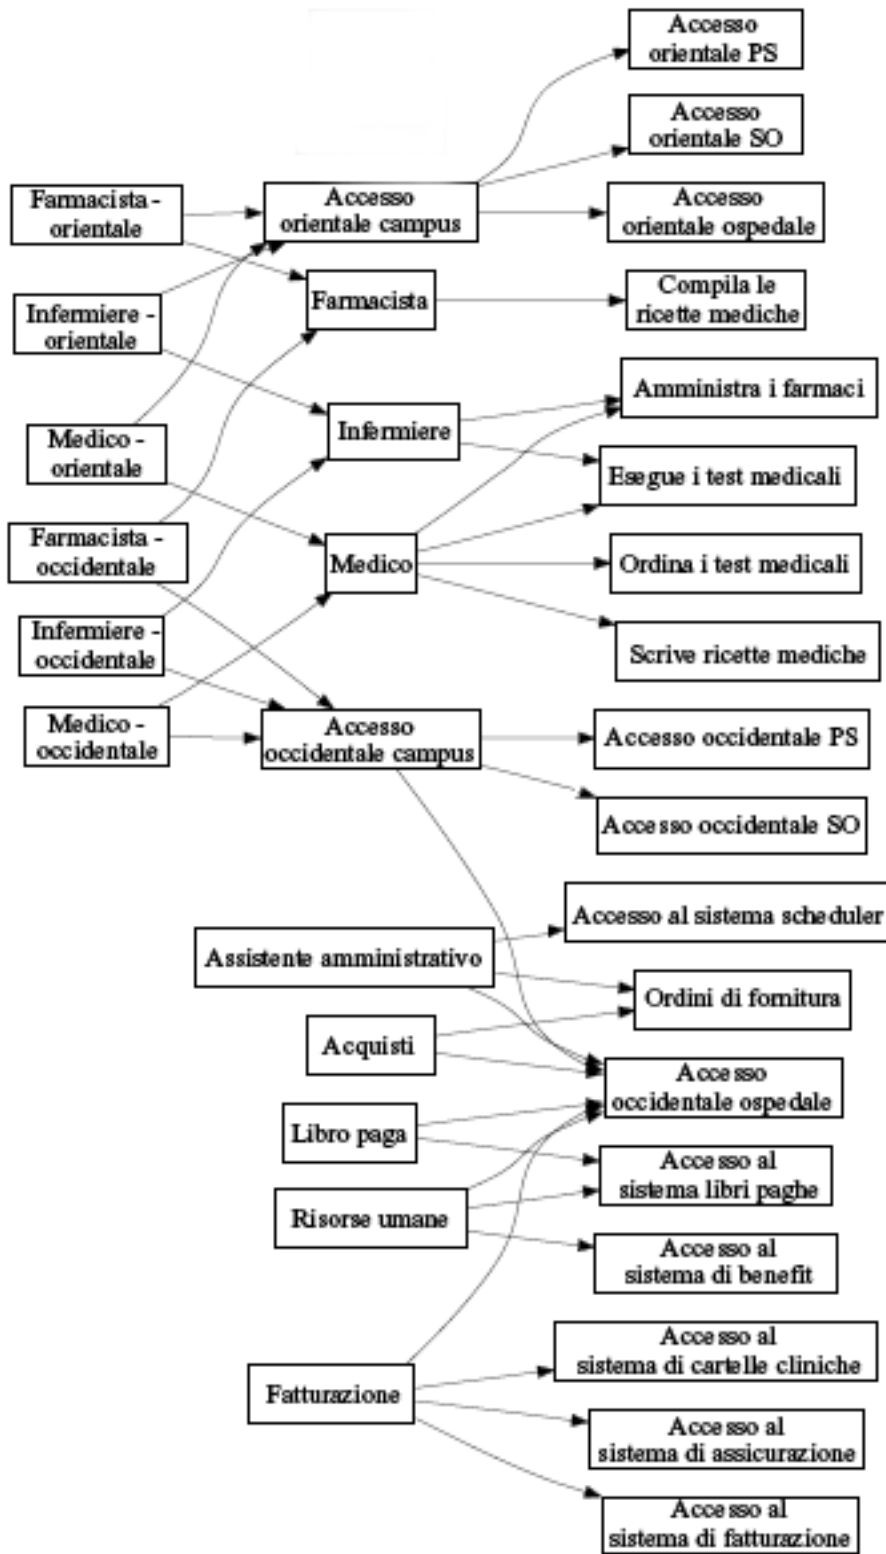 Accesso
orientale PS
Accesso
orientale SO
Farmacista -
orientale
Accesso
orientale campus
Accesso
orientale ospedale
Infermiere -
orientale
Farmacista
Compila le
ricette mediche
Medico -
orientale
Infermiere
Amministra i farmaci
Esegue i test medicali
Farmacista -
occidentale
Medico
Ordina i test medicali
Infermiere -
occidentale
Scrive ricette mediche
Medico -
occidentale
Accesso
occidentale campus
Accesso occidentale PS
Accesso occidentale SO
Accesso al sistema scheduler
Assistente amministrativo
Ordini di fornitura
Acquisti
Accesso
occidentale ospedale
Libro paga
Accesso al
sistema libri paghe
Risorse umane
Accesso al
sistema di benefit
Accesso al
sistema di cartelle cliniche
Fatturazione
Accesso al
sistema di assicurazione
Accesso al
sistema di fatturazione